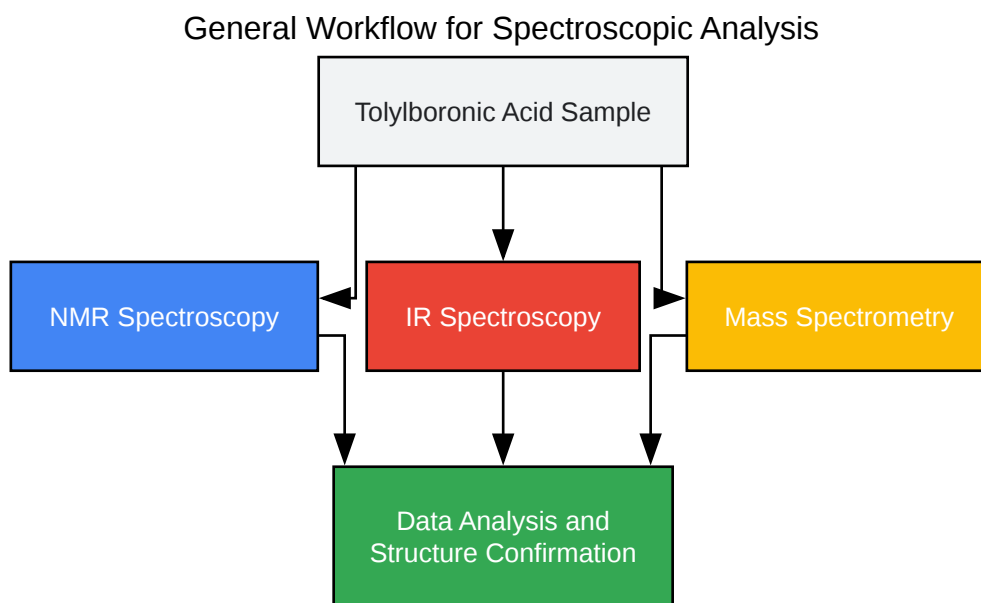 General Workflow for Spectroscopic Analysis
Tolylboronic Acid Sample
NMR Spectroscopy
IR Spectroscopy
Mass Spectrometry
Data Analysis and
Structure Confirmation